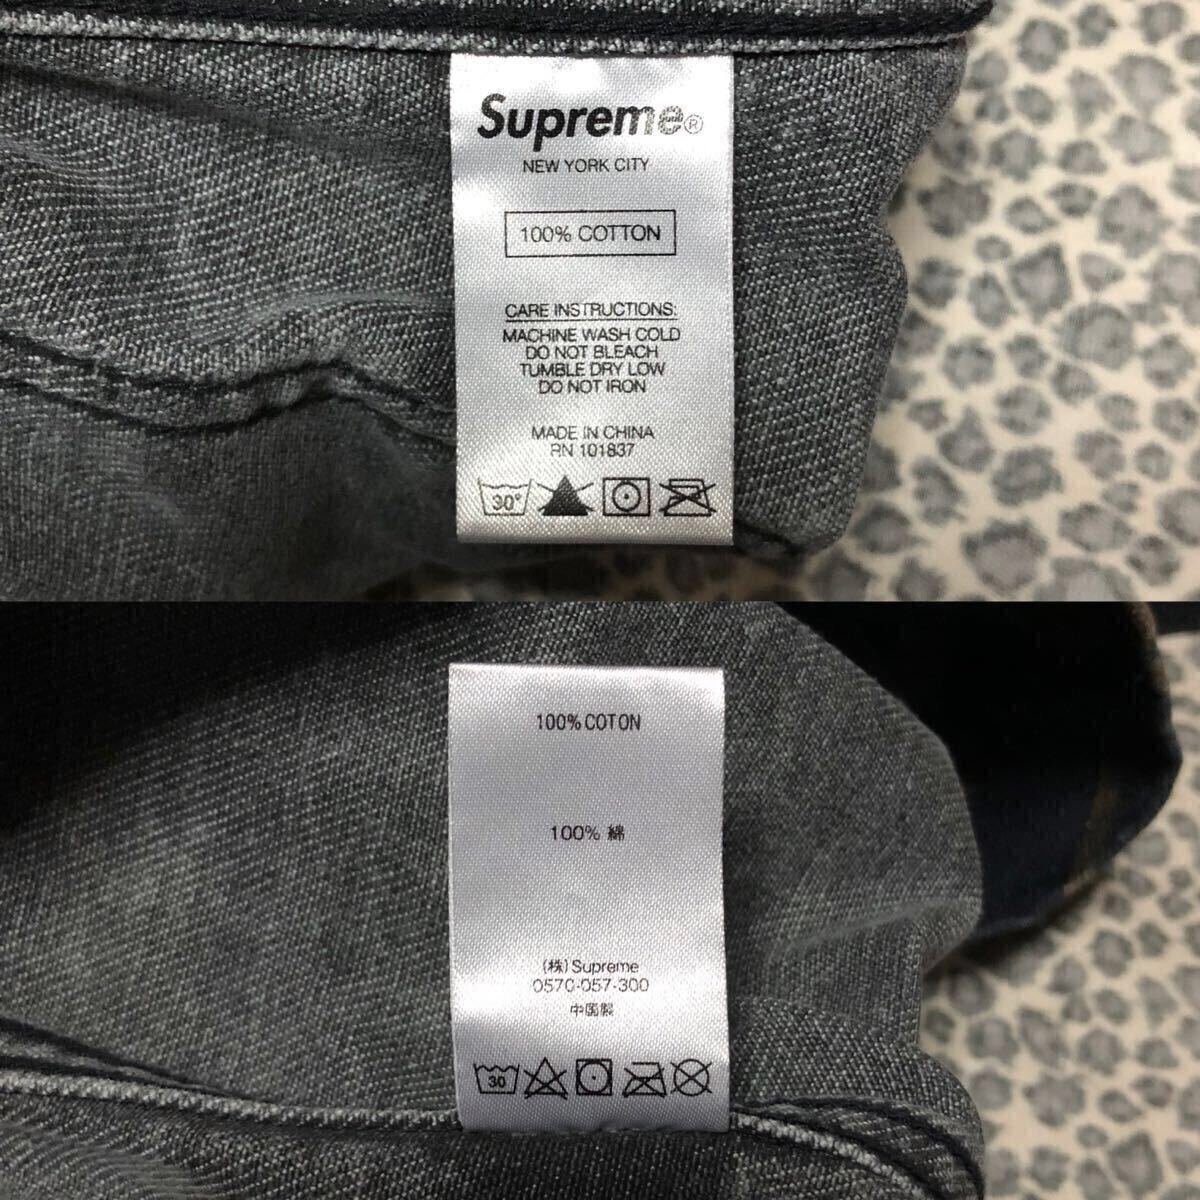 Supreme®
NEW YORK CITY
100% COTTON
CARE INSTRUCTIONS:
MACHINE WASH COLD
DO NOT BLEACH
TUMBLE DRY LOW
DO NOT IRON
MADE IN CHINA
RN 101837
30°
100% COTON
100% 綿
(株)Supreme
0570-057-300
中国製
30